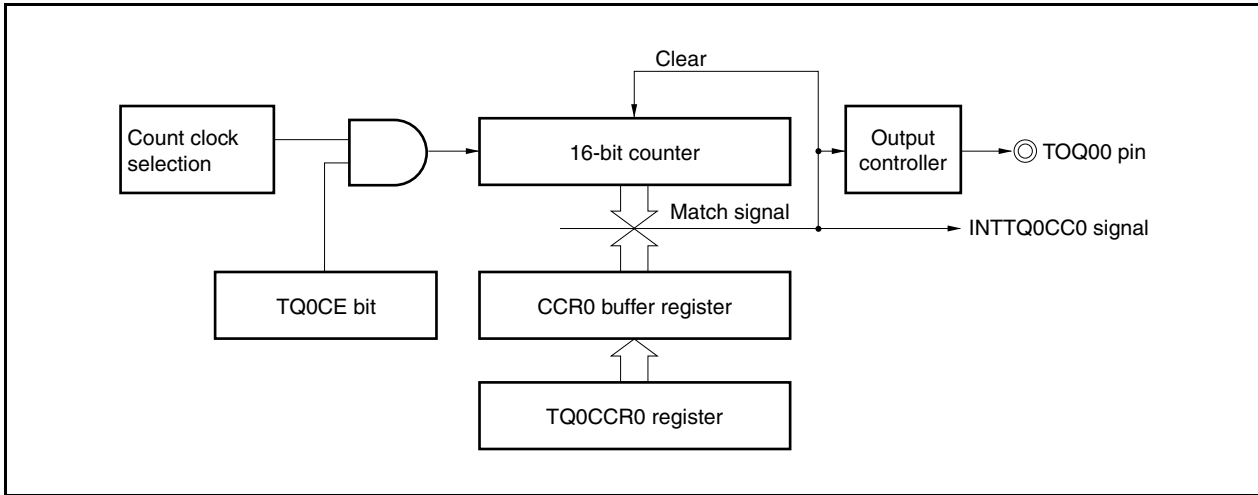 Clear
Count clock
selection
16-bit counter
Output
controller
TOQ00 pin
Match signal
INTTQ0CC0 signal
TQ0CE bit
CCR0 buffer register
TQ0CCR0 register